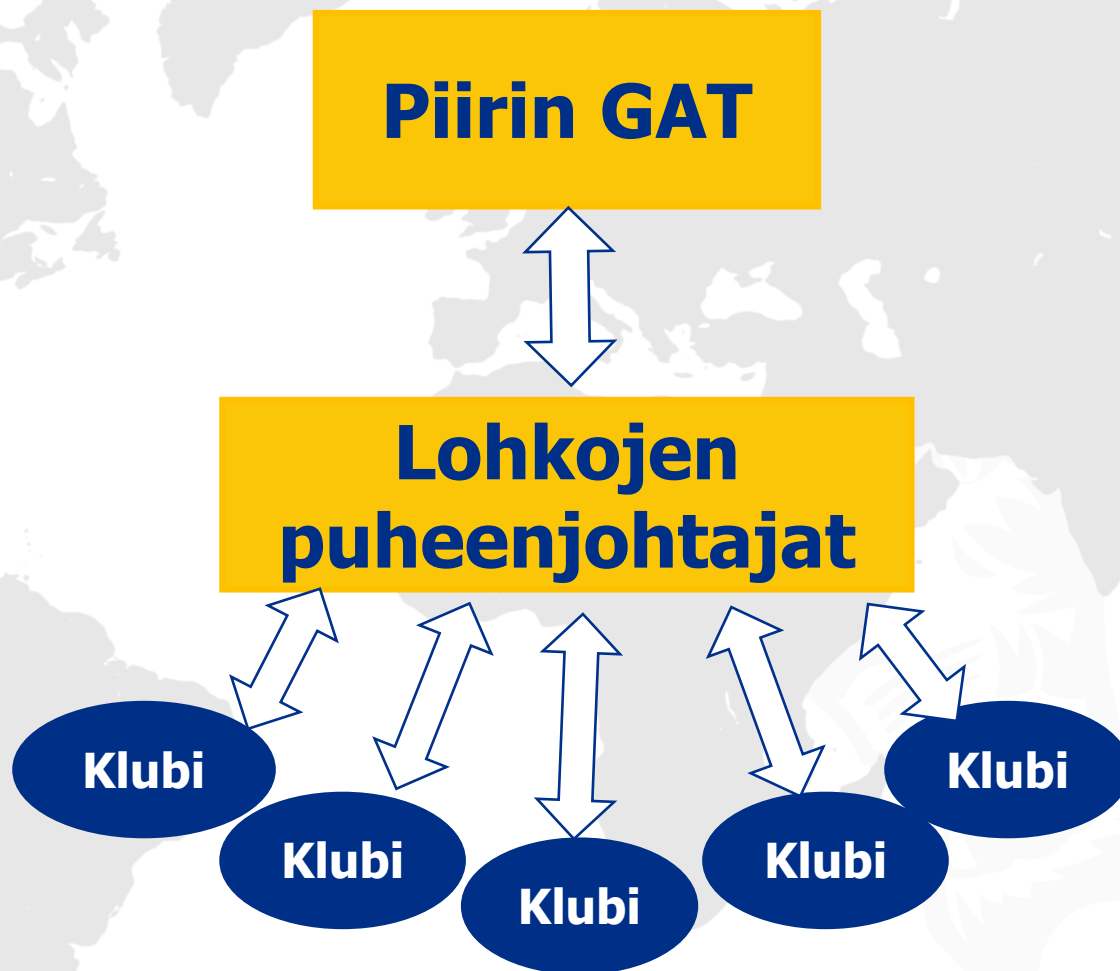 Piirin GAT
Lohkojen
puheenjohtajat
Klubi
Klubi
Klubi
Klubi
Klubi